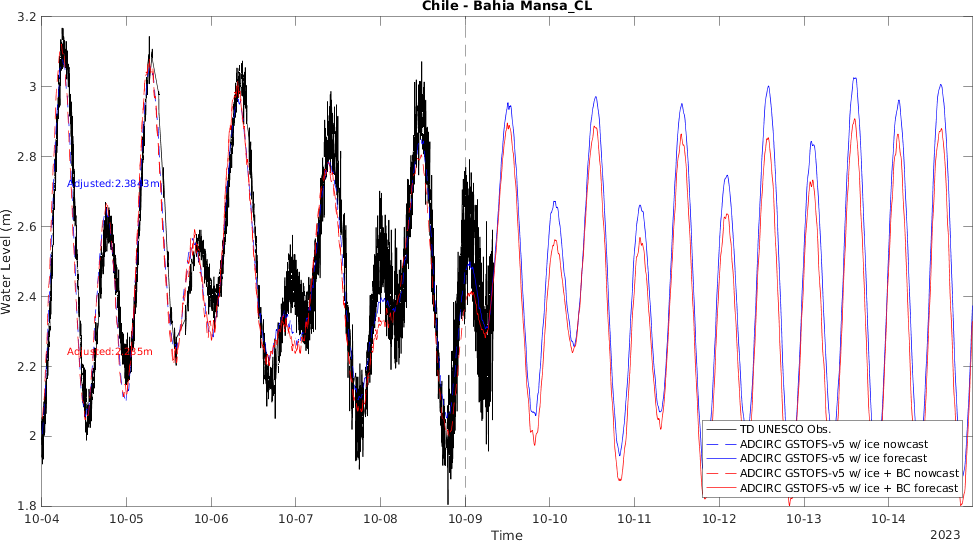 Chile - Bahia Mansa_CL
3.2
3
2.8
2.6
2.4
2.2
2
1.8
Water Level (m)
Adjusted:2.3843m
TD UNESCO Obs.
ADCIRC GSTOFS-v5 w/ ice nowcast
ADCIRC GSTOFS-v5 w/ ice forecast
ADCIRC GSTOFS-v5 w/ ice + BC nowcast
ADCIRC GSTOFS-v5 w/ ice + BC forecast
10-04
10-05
10-06
10-07
10-08
10-09
10-10
10-11
10-12
10-13
10-14
Time
2023